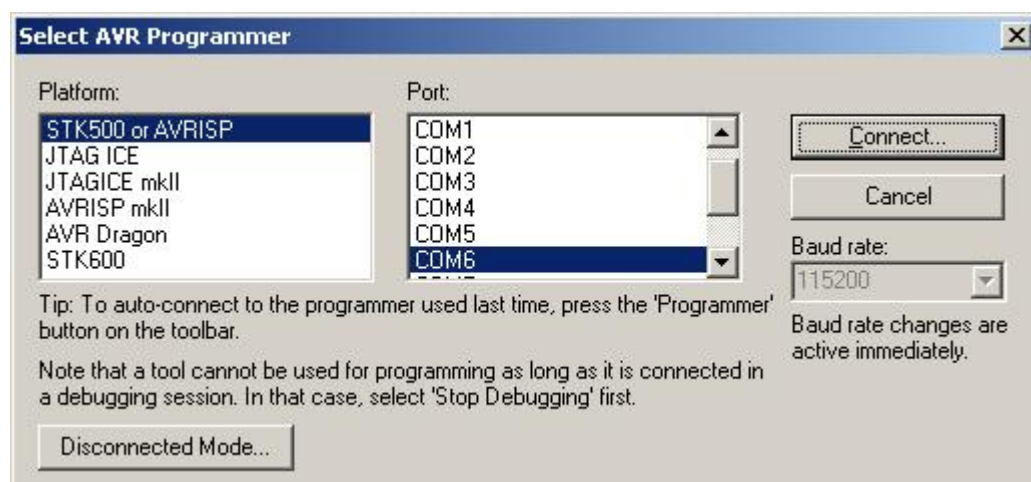 Select AVR Programmer
Platform:
STK500 or AVRISP
JTAG ICE
JTAGICE mkII
AVRISP mkII
AVR Dragon
STK600
Port:
COM1
COM2
COM3
COM4
COM5
COM6
Connect...
Cancel
Baud rate:
115200
Baud rate changes are
active immediately.
Tip: To auto-connect to the programmer used last time, press the 'Programmer'
button on the toolbar.
Note that a tool cannot be used for programming as long as it is connected in
a debugging session. In that case, select 'Stop Debugging' first.
Disconnected Mode...